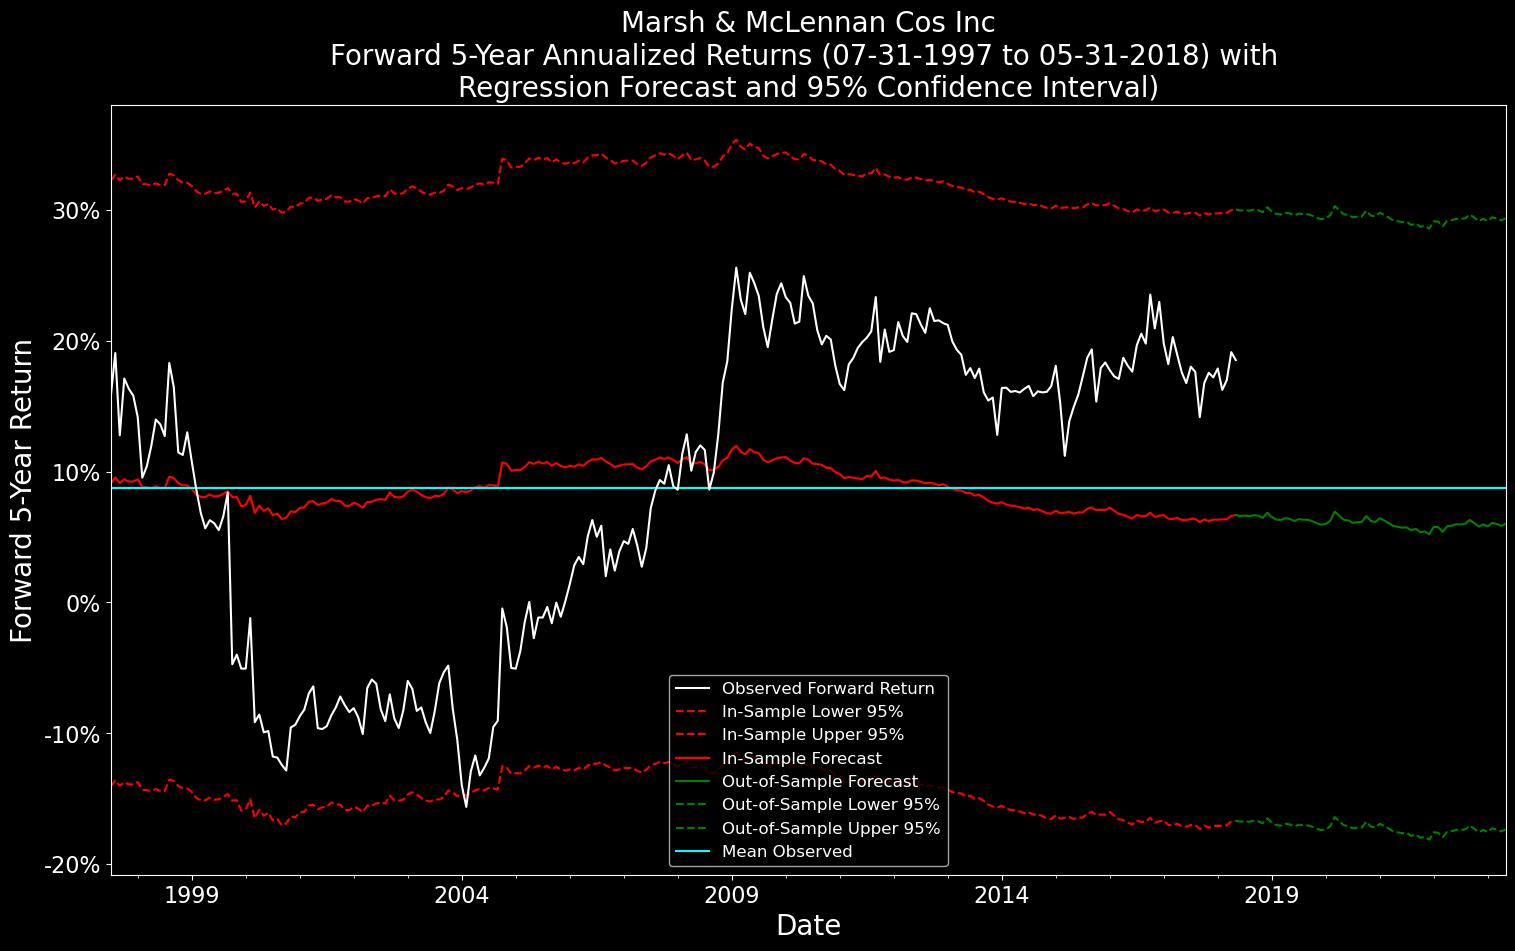 Marsh & McLennan Cos Inc
Forward 5-Year Annualized Returns (07-31-1997 to 05-31-2018) with
Regression Forecast and 95% Confidence Interval)
Forward 5-Year Return
30%
20%
10%
0%
-10%
-20%
Observed Forward Return
In-Sample Lower 95%
In-Sample Upper 95%
In-Sample Forecast
Out-of-Sample Forecast
Out-of-Sample Lower 95%
Out-of-Sample Upper 95%
Mean Observed
1999
2004
2009
2014
2019
Date